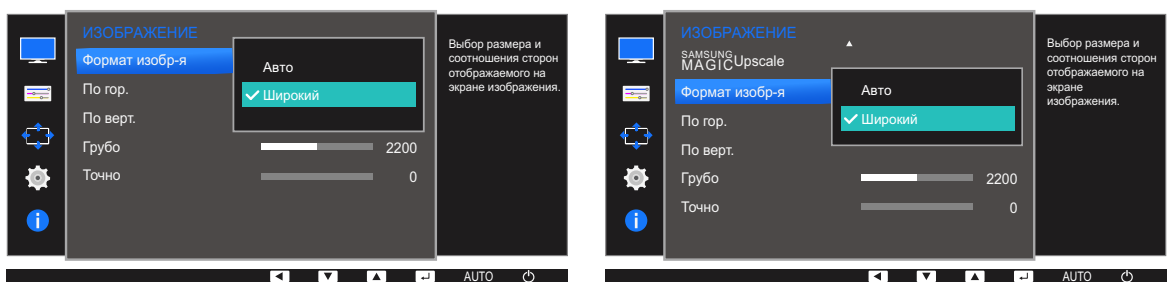 ИЗОБРАЖЕНИЕ
Формат изобр-я
Авто
Широкий
По гор.
По верт.
Грубо 2200
Точно 0
Выбор размера и
соотношения сторон
отображаемого на
экране изображения.
AUTO
ИЗОБРАЖЕНИЕ
SAMSUNG
MAGIC Upscale
Формат изобр-я
Авто
Широкий
По гор.
По верт.
Грубо 2200
Точно 0
Выбор размера и
соотношения сторон
отображаемого на
экране
изображения.
AUTO